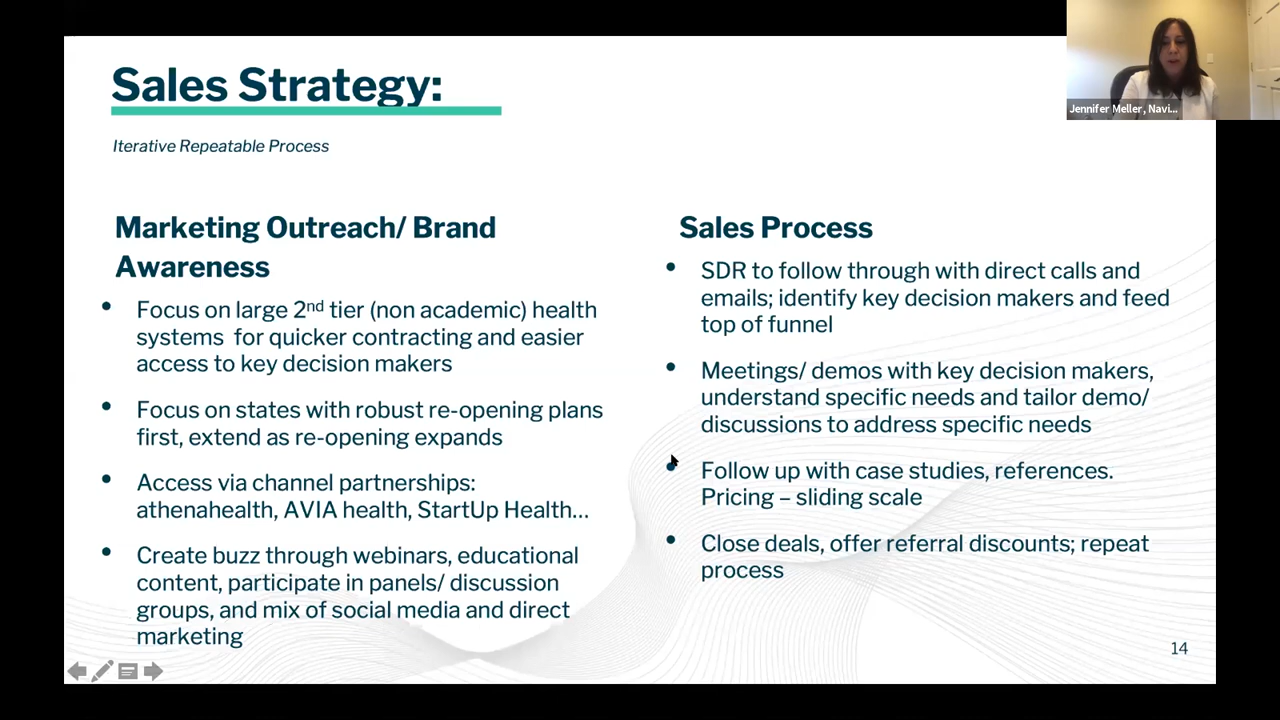 Sales Strategy:
Iterative Repeatable Process
Marketing Outreach/ Brand
Awareness
• Focus on large 2nd tier (non academic) health
systems for quicker contracting and easier
access to key decision makers
• Focus on states with robust re-opening plans
first, extend as re-opening expands
• Access via channel partnerships:
athenahealth, AVIA health, StartUp Health...
• Create buzz through webinars, educational
content, participate in panels/ discussion
groups, and mix of social media and direct
marketing
Sales Process
• SDR to follow through with direct calls and
emails; identify key decision makers and feed
top of funnel
• Meetings/ demos with key decision makers,
understand specific needs and tailor demo/
discussions to address specific needs
• Follow up with case studies, references.
Pricing – sliding scale
• Close deals, offer referral discounts; repeat
process
14
Jennifer Meller, Navi...